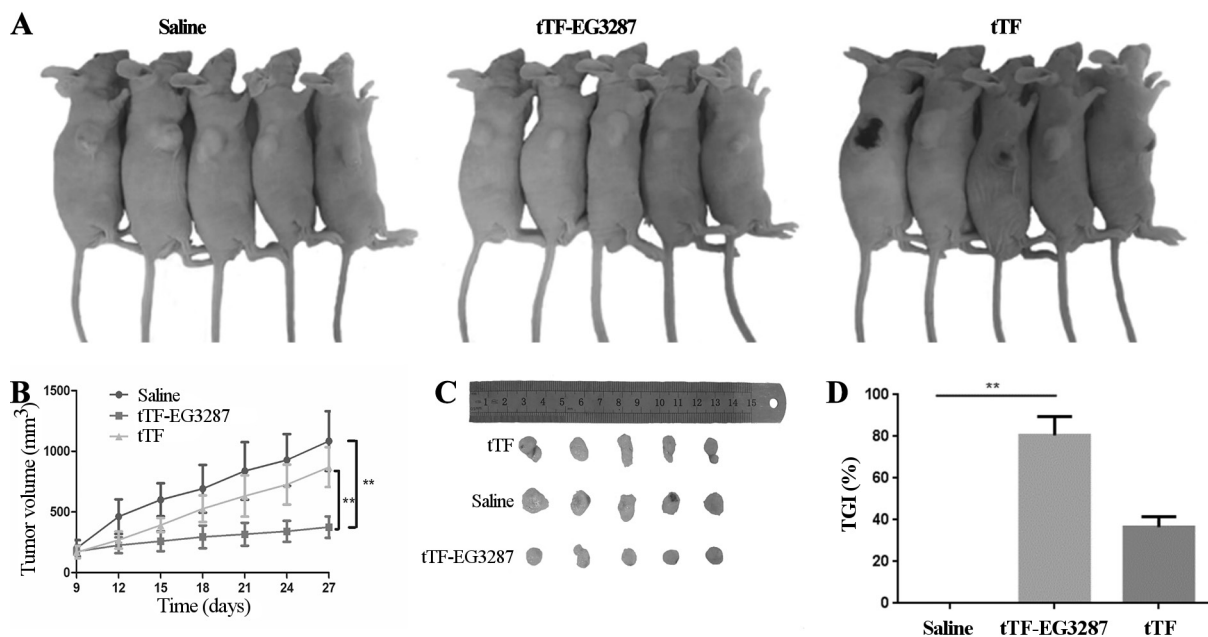 A
Saline
tTF-EG3287
tTF
B
Tumor volume (mm3)
1500
1000
500
0
Saline
tTF-EG3287
tTF
**
**
9 12 15 18 21 24 27
Time (days)
C
1 2 3 4 5 6 7 8 9 10 11 12 13 14 15
tTF
Saline
tTF-EG3287
D
TGI (%)
100
80
60
40
20
0
**
Saline tTF-EG3287 tTF